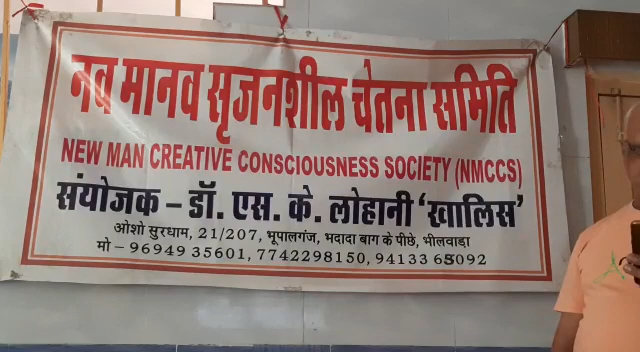 नव मानव सृजनशील चेतना समिति
NEW MAN CREATIVE CONSCIOUSNESS SOCIETY (NMCCS)
संयोजक – डॉ. एस. के. लोहानी 'खालिस'
ओशो सुरधाम, 21/207, भूपालगंज, भदादा बाग के पीछे, भीलवाडा
मो – 96949 35601, 7742298150, 94133 65092